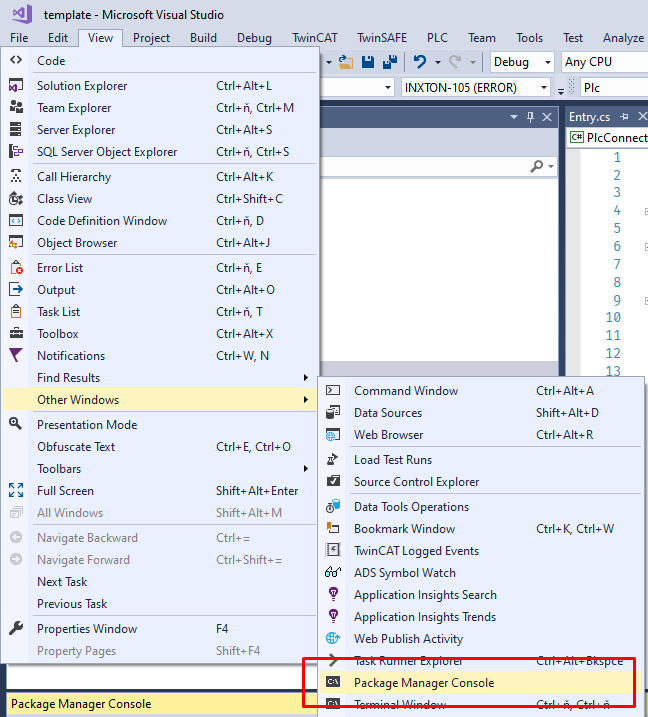 template - Microsoft Visual Studio
File Edit View Project Build Debug TwinCAT TwinSAFE PLC Team Tools Test Analyze
Debug Any CPU
INXTON-105 (ERROR) Plc
Code
Solution Explorer Ctrl+Alt+L
Team Explorer Ctrl+ň, Ctrl+M
Server Explorer Ctrl+Alt+S
SQL Server Object Explorer Ctrl+ň, Ctrl+S
Call Hierarchy Ctrl+Alt+K
Class View Ctrl+Shift+C
Code Definition Window Ctrl+ň, D
Object Browser Ctrl+Alt+J
Error List Ctrl+ň, E
Output Ctrl+Alt+O
Task List Ctrl+ň, T
Toolbox Ctrl+Alt+X
Notifications Ctrl+W, N
Find Results
Other Windows
Presentation Mode
Obfuscate Text Ctrl+E, Ctrl+O
Toolbars
Full Screen Shift+Alt+Enter
All Windows Shift+Alt+M
Navigate Backward Ctrl+=
Navigate Forward Ctrl+Shift+=
Next Task
Previous Task
Properties Window F4
Property Pages Shift+F4
Entry.cs
C# PlcConnect
1
2
3
4
5
6
7
8
9
10
11
12
13
Command Window Ctrl+Alt+A
Data Sources Shift+Alt+D
Web Browser Ctrl+Alt+R
Load Test Runs
Source Control Explorer
Data Tools Operations
Bookmark Window Ctrl+K, Ctrl+W
TwinCAT Logged Events
ADS Symbol Watch
Application Insights Search
Application Insights Trends
Web Publish Activity
Task Runner Explorer Ctrl+Alt+Bkspce
Package Manager Console
Terminal Window Ctrl+ň, Ctrl+ň
Package Manager Console